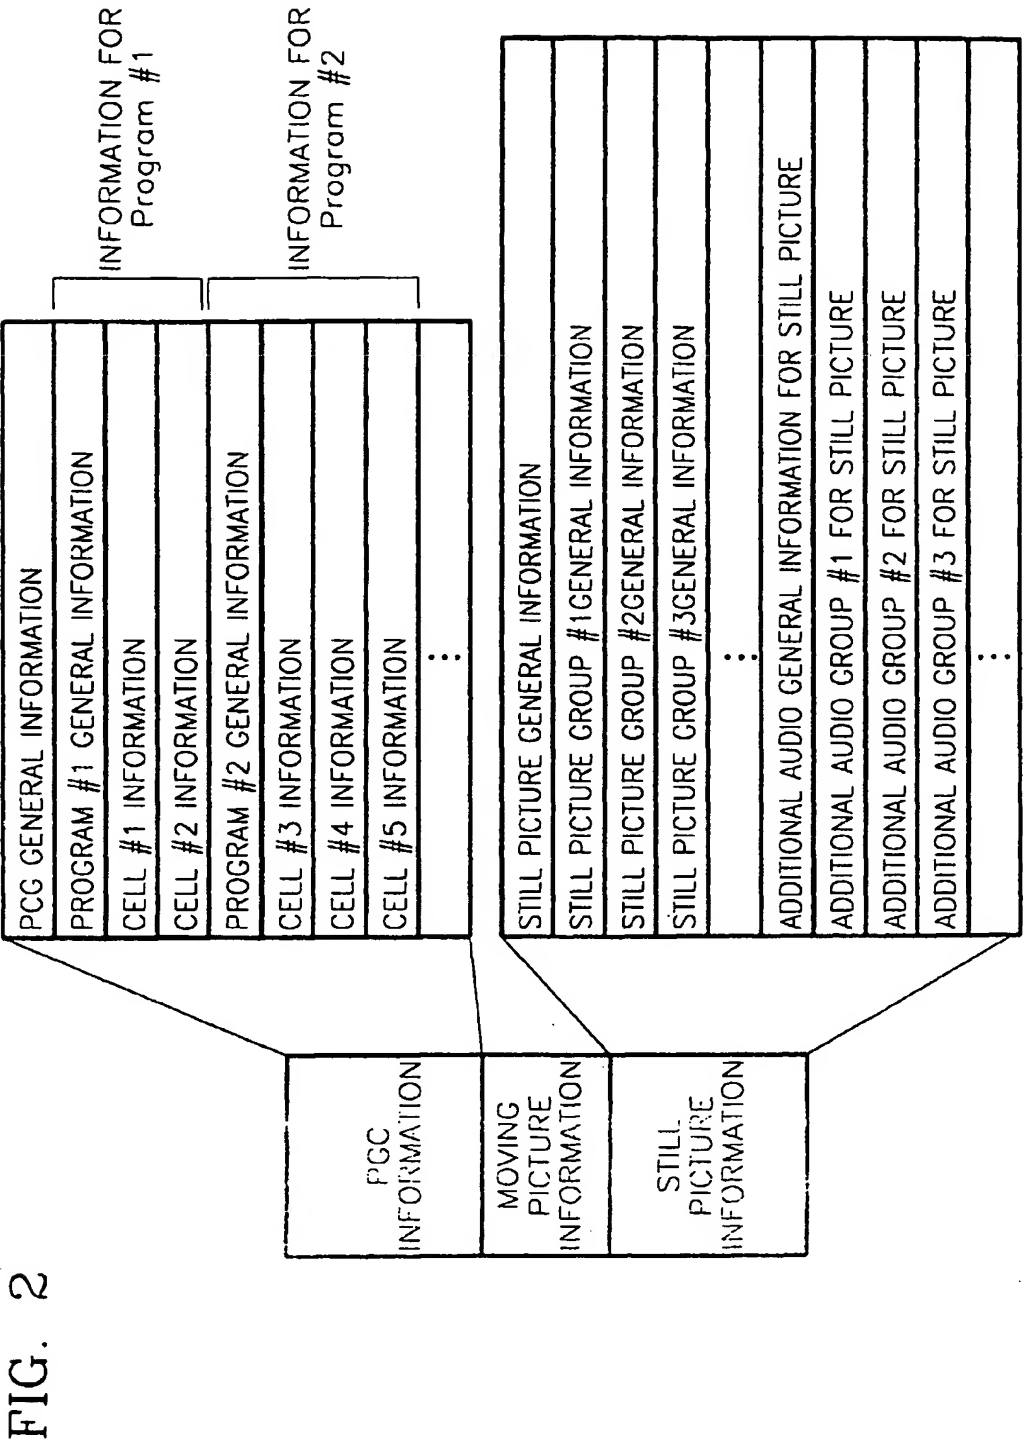 FIG. 2
PGC
INFORMATION
MOVING
PICTURE
INFORMATION
STILL
PICTURE
INFORMATION
PCG GENERAL INFORMATION
PROGRAM #1 GENERAL INFORMATION
CELL #1 INFORMATION
CELL #2 INFORMATION
PROGRAM #2 GENERAL INFORMATION
CELL #3 INFORMATION
CELL #4 INFORMATION
CELL #5 INFORMATION
...
INFORMATION FOR
Program #1
INFORMATION FOR
Program #2
STILL PICTURE GENERAL INFORMATION
STILL PICTURE GROUP #1GENERAL INFORMATION
STILL PICTURE GROUP #2GENERAL INFORMATION
STILL PICTURE GROUP #3GENERAL INFORMATION
...
ADDITIONAL AUDIO GENERAL INFORMATION FOR STILL PICTURE
ADDITIONAL AUDIO GROUP #1 FOR STILL PICTURE
ADDITIONAL AUDIO GROUP #2 FOR STILL PICTURE
ADDITIONAL AUDIO GROUP #3 FOR STILL PICTURE
...